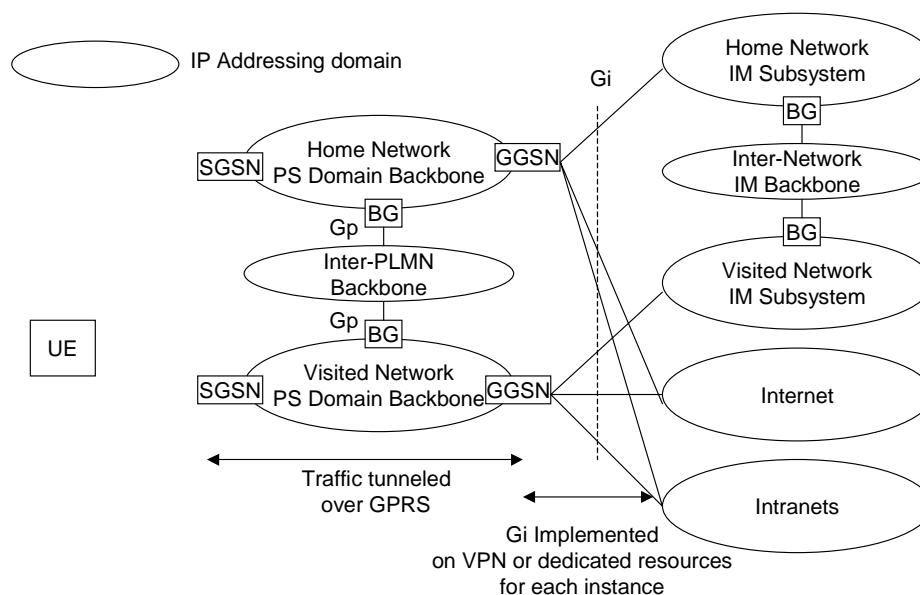 IP Addressing domain
Home Network
IM Subsystem
Gi
BG
Home Network
PS Domain Backbone
SGSN
GGSN
Inter-Network
IM Backbone
BG
Gp
BG
Inter-PLMN
Backbone
Visited Network
IM Subsystem
Gp
BG
UE
Visited Network
PS Domain Backbone
SGSN
GGSN
Internet
Traffic tunneled
over GPRS
Intranets
Gi Implemented
on VPN or dedicated resources
for each instance